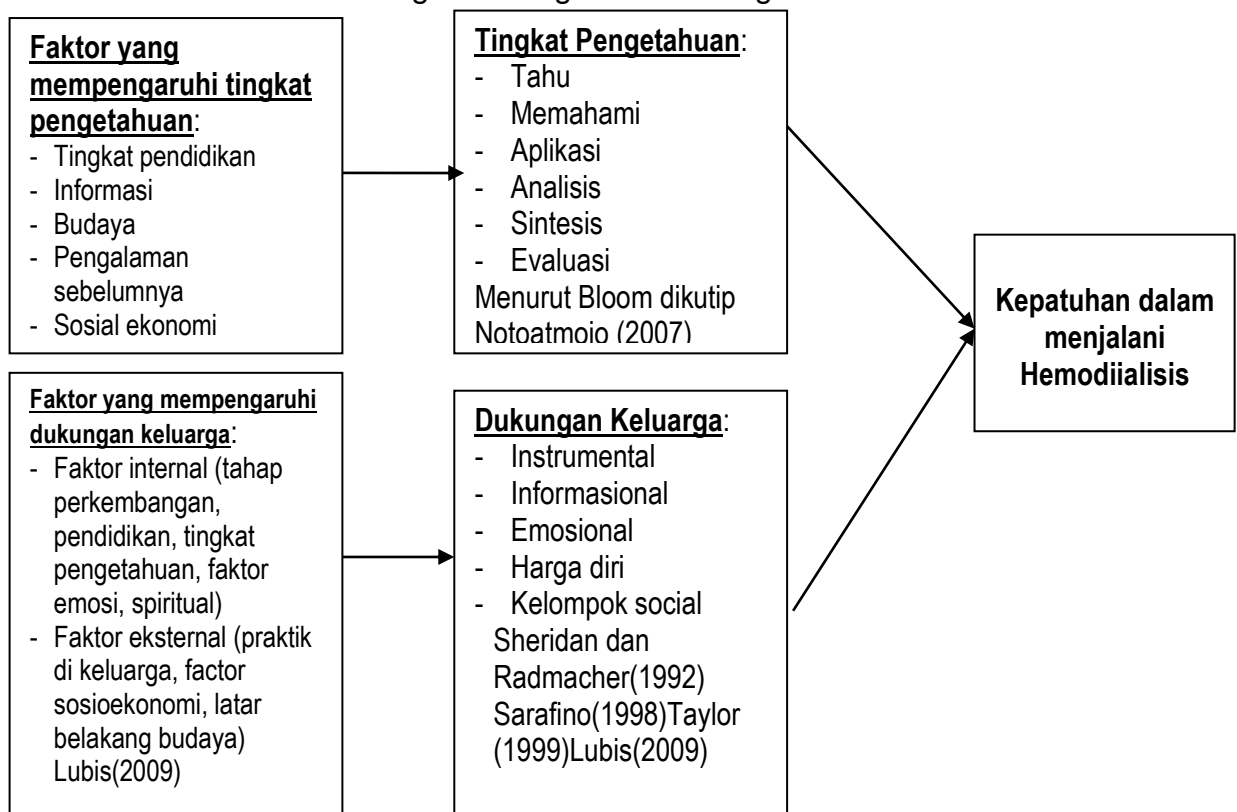 Faktor yang
mempengaruhi tingkat
pengetahuan:
- Tingkat pendidikan
- Informasi
- Budaya
- Pengalaman
sebelumnya
- Sosial ekonomi
Tingkat Pengetahuan:
- Tahu
- Memahami
- Aplikasi
- Analisis
- Sintesis
- Evaluasi
Menurut Bloom dikutip
Notoatmojo (2007)
Kepatuhan dalam
menjalani
Hemodiialisis
Faktor yang mempengaruhi
dukungan keluarga:
- Faktor internal (tahap
perkembangan,
pendidikan, tingkat
pengetahuan, faktor
emosi, spiritual)
- Faktor eksternal (praktik
di keluarga, factor
sosioekonomi, latar
belakang budaya)
Lubis(2009)
Dukungan Keluarga:
- Instrumental
- Informasional
- Emosional
- Harga diri
- Kelompok social
Sheridan dan
Radmacher(1992)
Sarafino(1998)Taylor
(1999)Lubis(2009)